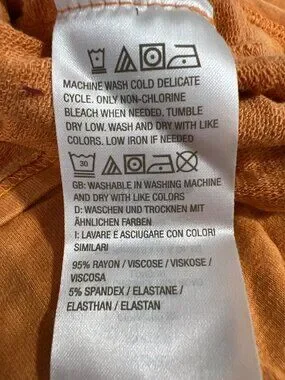 MACHINE WASH COLD DELICATE
CYCLE. ONLY NON-CHLORINE
BLEACH WHEN NEEDED. TUMBLE
DRY LOW. WASH AND DRY WITH LIKE
COLORS. LOW IRON IF NEEDED
30
GB: WASHABLE IN WASHING MACHINE
AND DRY WITH LIKE COLORS
D: WASCHEN UND TROCKNEN MIT
ÄHNLICHEN FARBEN
I: LAVARE E ASCIUGARE CON COLORI
SIMILARI
95% RAYON / VISCOSE / VISKOSE /
VISCOSA
5% SPANDEX / ELASTANE /
ELASTHAN / ELASTAN